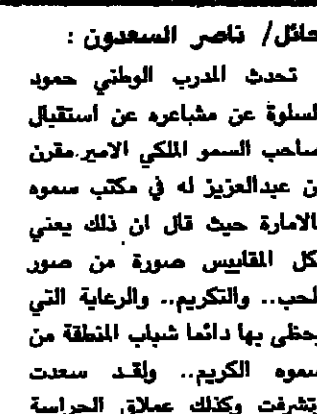 حائل/ ناصر السعدون :
تحدث المدرب الوطني حمود
السلوة عن مشاعره عن استقبال
صاحب السمو الملكي الامير مقرن
بن عبدالعزيز له في مكتب سموه
بالامارة حيث قال ان ذلك يعني
بكل المقاييس صورة من صور
الحب.. والتكريم.. والرعاية التي
يحظى بها دائما شباب المنطقة من
سموه الكريم.. ولقد سعدت
وتشرفت وكذلك عملاق الحراسة